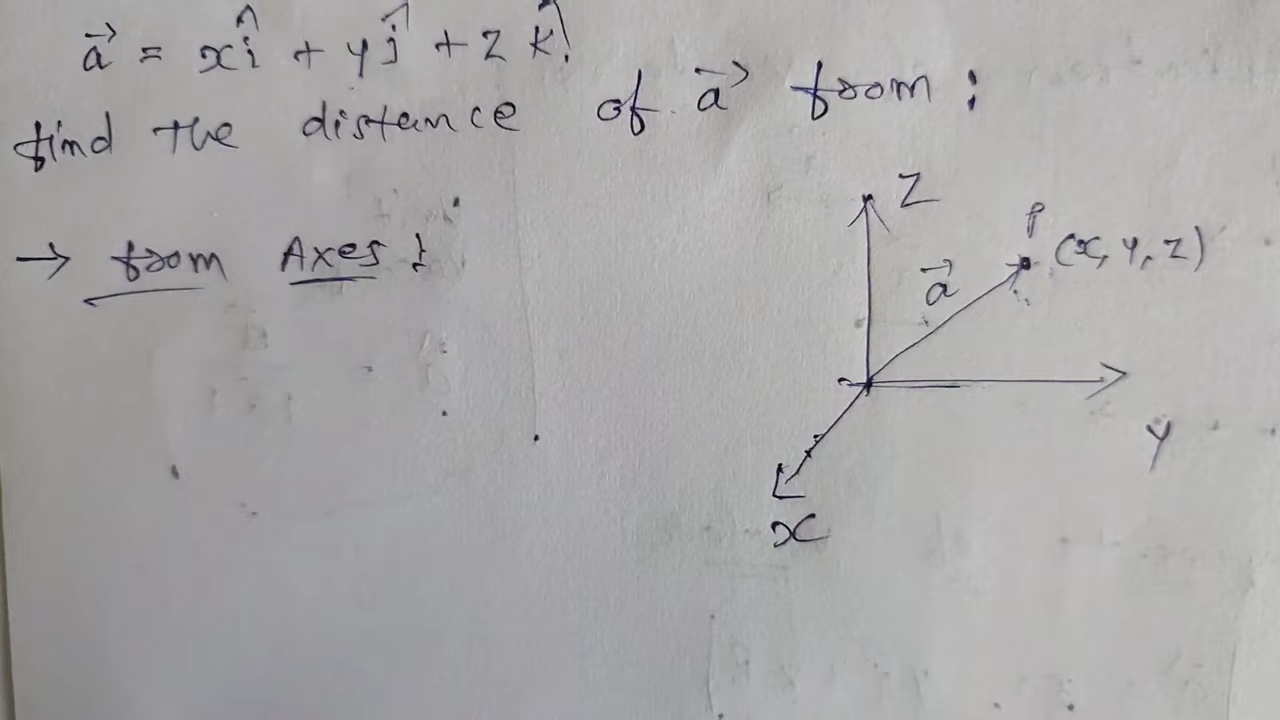 a⃗ = xî + yĵ + zk̂
find the distance of a⃗ from :
→ from Axes :
Z
P
(x, y, z)
a⃗
Y
x